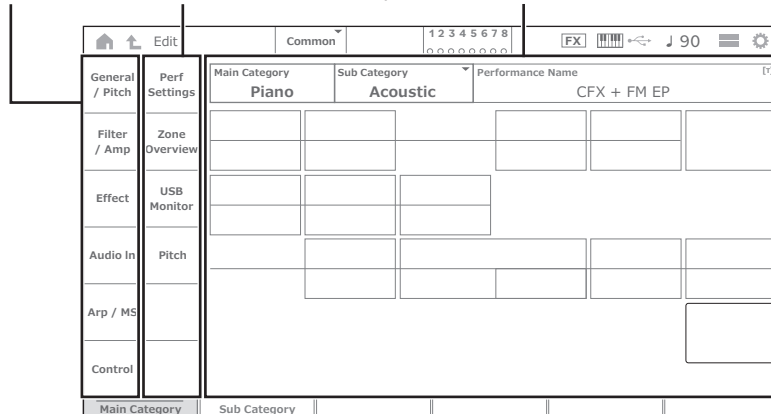 Edit
Common
1 2 3 4 5 6 7 8
FX
90
General / Pitch
Filter / Amp
Effect
Audio In
Arp / MS
Control
Perf Settings
Zone Overview
USB Monitor
Pitch
Main Category
Piano
Sub Category
Acoustic
Performance Name
CFX + FM EP
Main Category
Sub Category